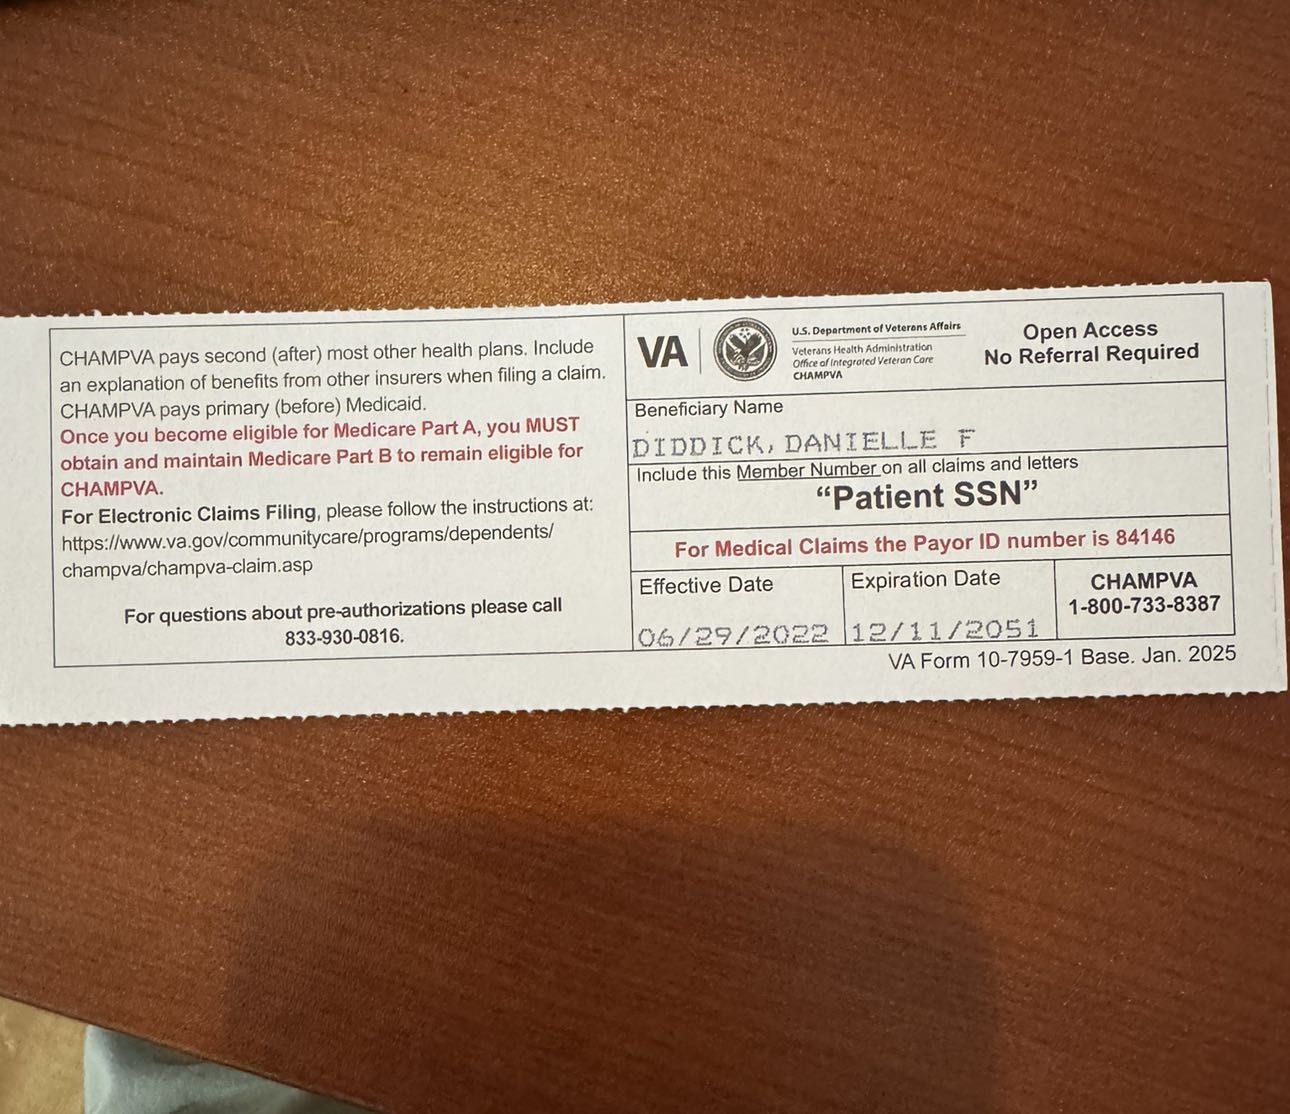 CHAMPVA pays second (after) most other health plans. Include
an explanation of benefits from other insurers when filing a claim.
CHAMPVA pays primary (before) Medicaid.
Once you become eligible for Medicare Part A, you MUST
obtain and maintain Medicare Part B to remain eligible for
CHAMPVA.
For Electronic Claims Filing, please follow the instructions at:
https://www.va.gov/communitycare/programs/dependents/
champva/champva-claim.asp
For questions about pre-authorizations please call
833-930-0816.
VA
U.S. Department of Veterans Affairs
Veterans Health Administration
Office of Integrated Veteran Care
CHAMPVA
Open Access
No Referral Required
Beneficiary Name
DIDDICK, DANIELLE F
Include this Member Number on all claims and letters
“Patient SSN”
For Medical Claims the Payor ID number is 84146
Effective Date
06/29/2022
Expiration Date
12/11/2051
CHAMPVA
1-800-733-8387
VA Form 10-7959-1 Base. Jan. 2025